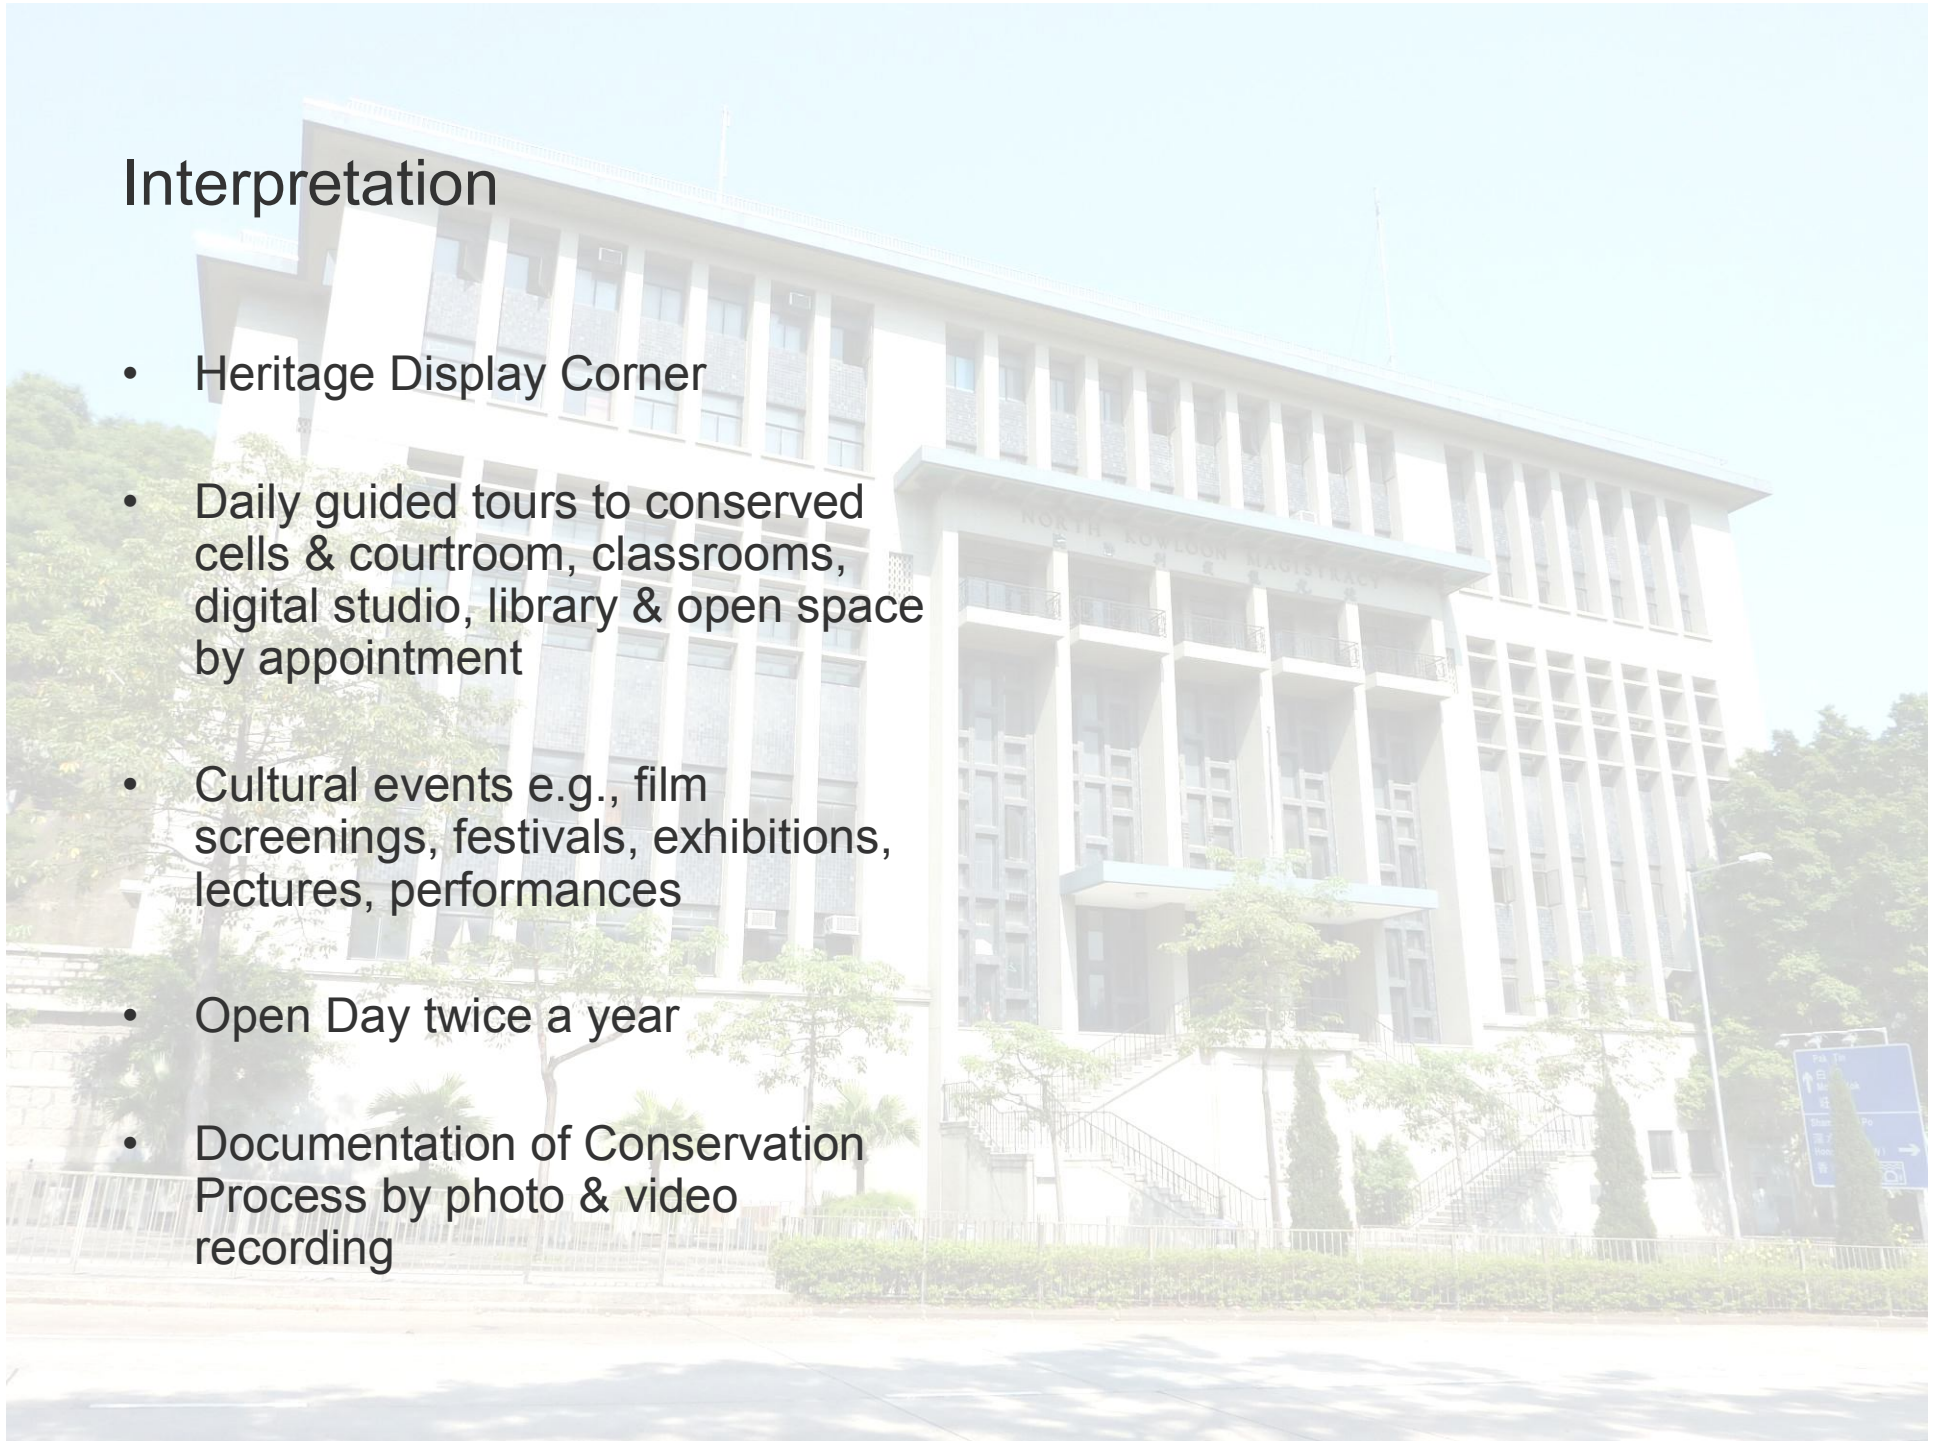 Interpretation
• Heritage Display Corner
• Daily guided tours to conserved
cells & courtroom, classrooms,
digital studio, library & open space
by appointment
• Cultural events e.g., film
screenings, festivals, exhibitions,
lectures, performances
• Open Day twice a year
• Documentation of Conservation
Process by photo & video
recording
NORTH KOWLOON MAGISTRACY
Pak Tin